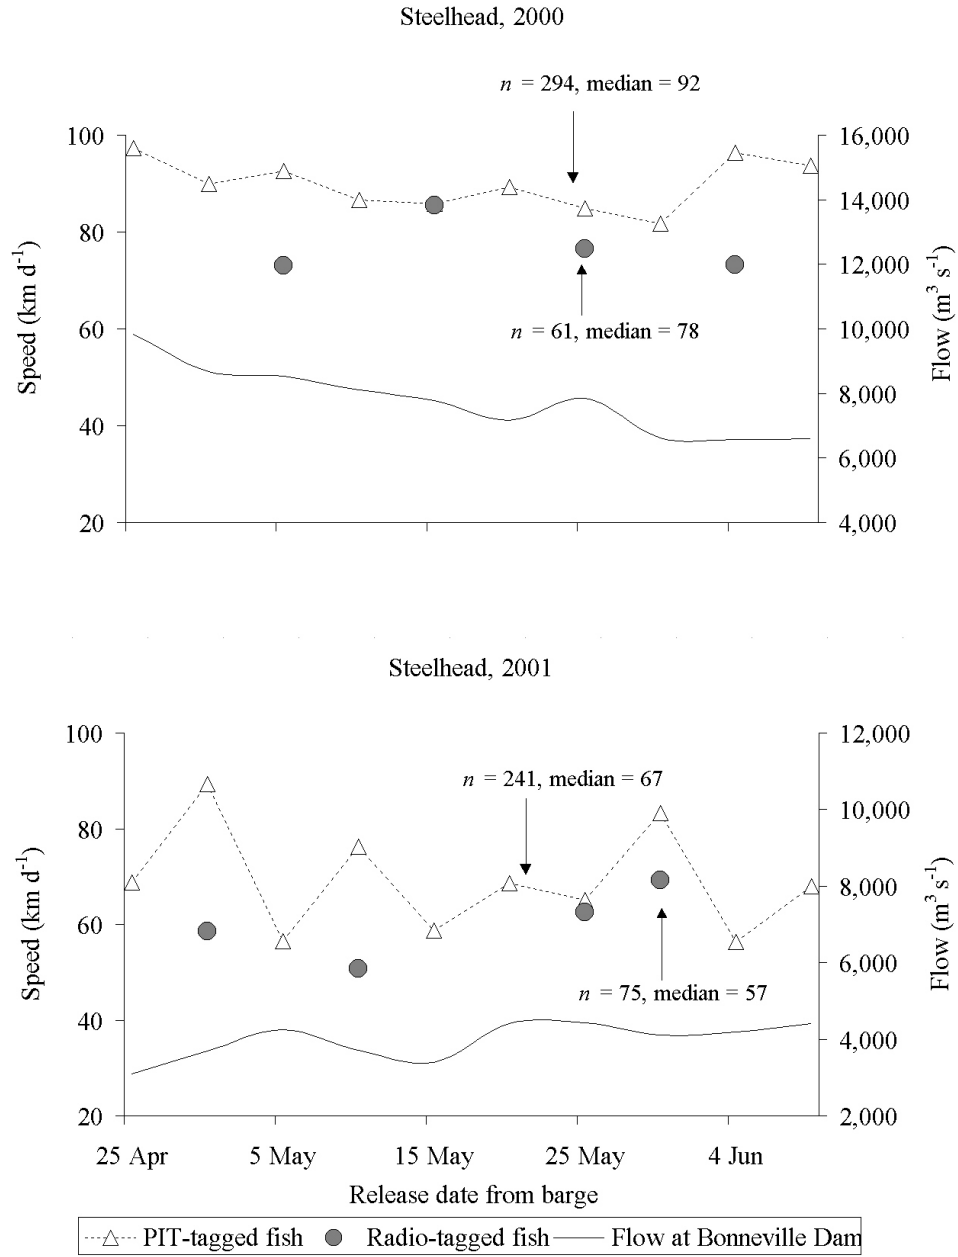 Steelhead, 2000
n = 294, median = 92
100
80
60
40
20
Speed (km d⁻¹)
16,000
14,000
12,000
10,000
8,000
6,000
4,000
Flow (m³ s⁻¹)
n = 61, median = 78
Steelhead, 2001
n = 241, median = 67
100
80
60
40
20
Speed (km d⁻¹)
12,000
10,000
8,000
6,000
4,000
2,000
Flow (m³ s⁻¹)
n = 75, median = 57
25 Apr 5 May 15 May 25 May 4 Jun
Release date from barge
PIT-tagged fish Radio-tagged fish Flow at Bonneville Dam